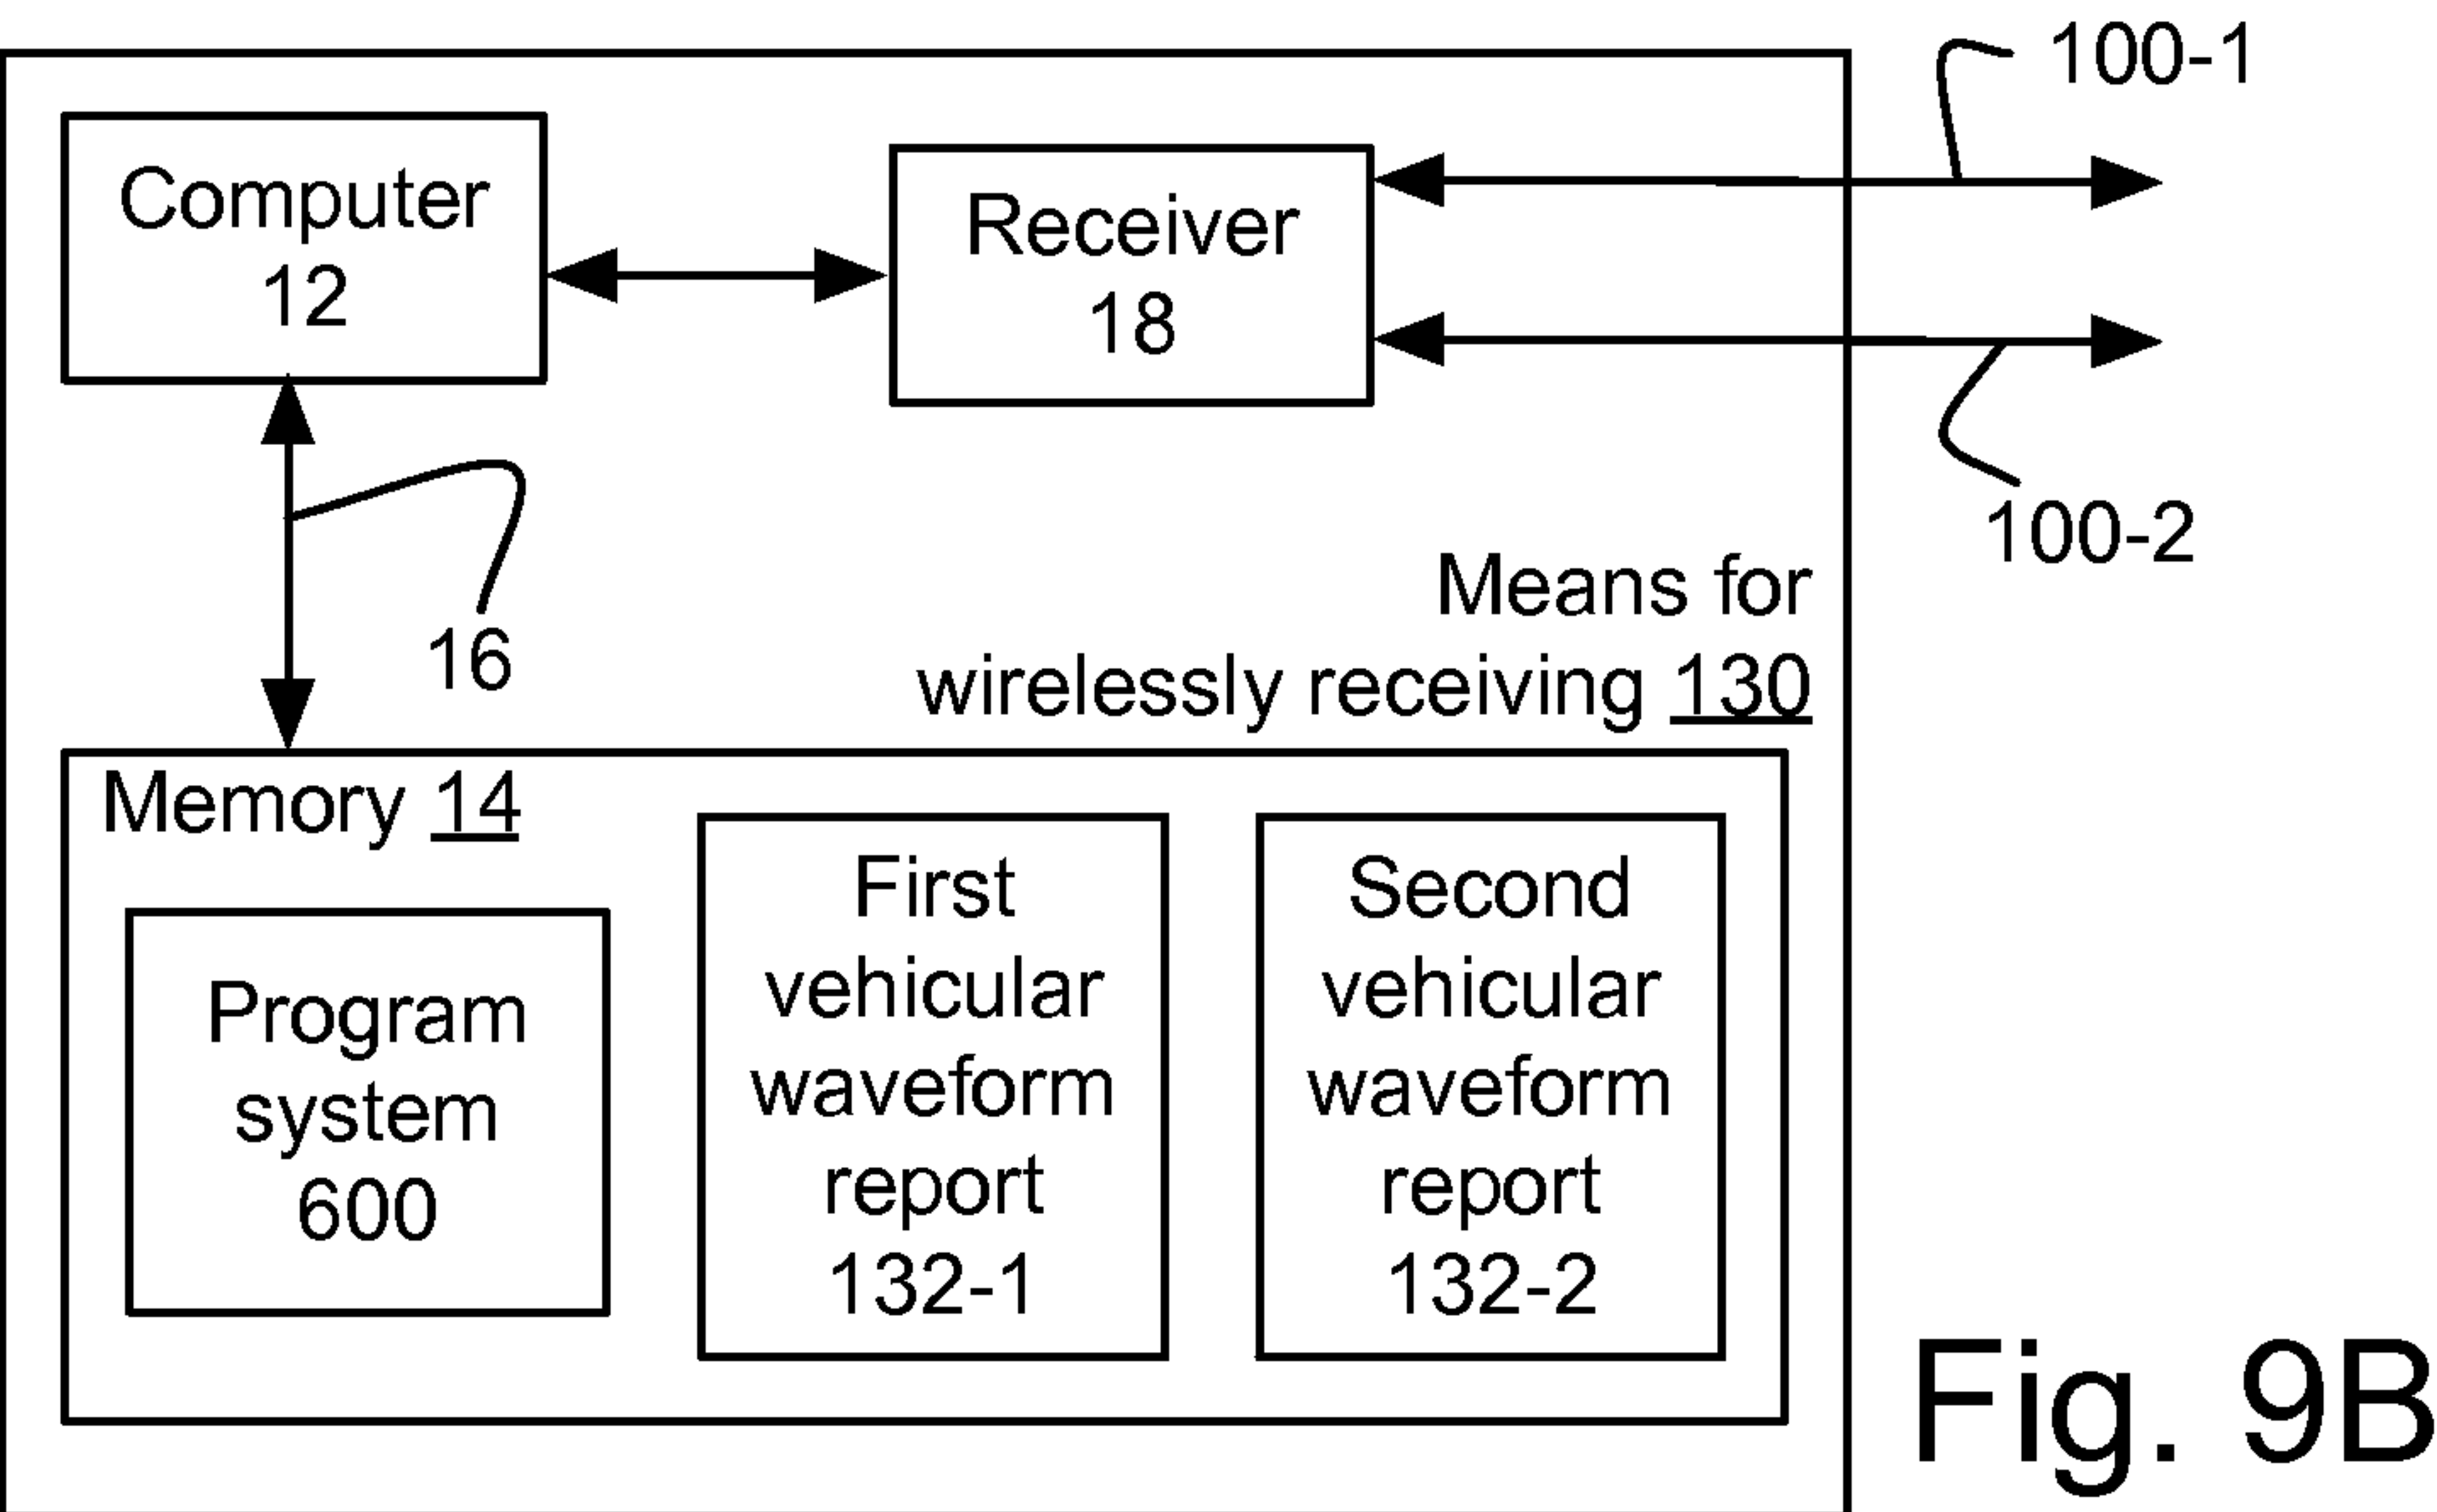 100-1
Computer
12
Receiver
18
100-2
16
Means for
wirelessly receiving 130
Memory 14
Program
system
600
First
vehicular
waveform
report
132-1
Second
vehicular
waveform
report
132-2
Fig. 9B